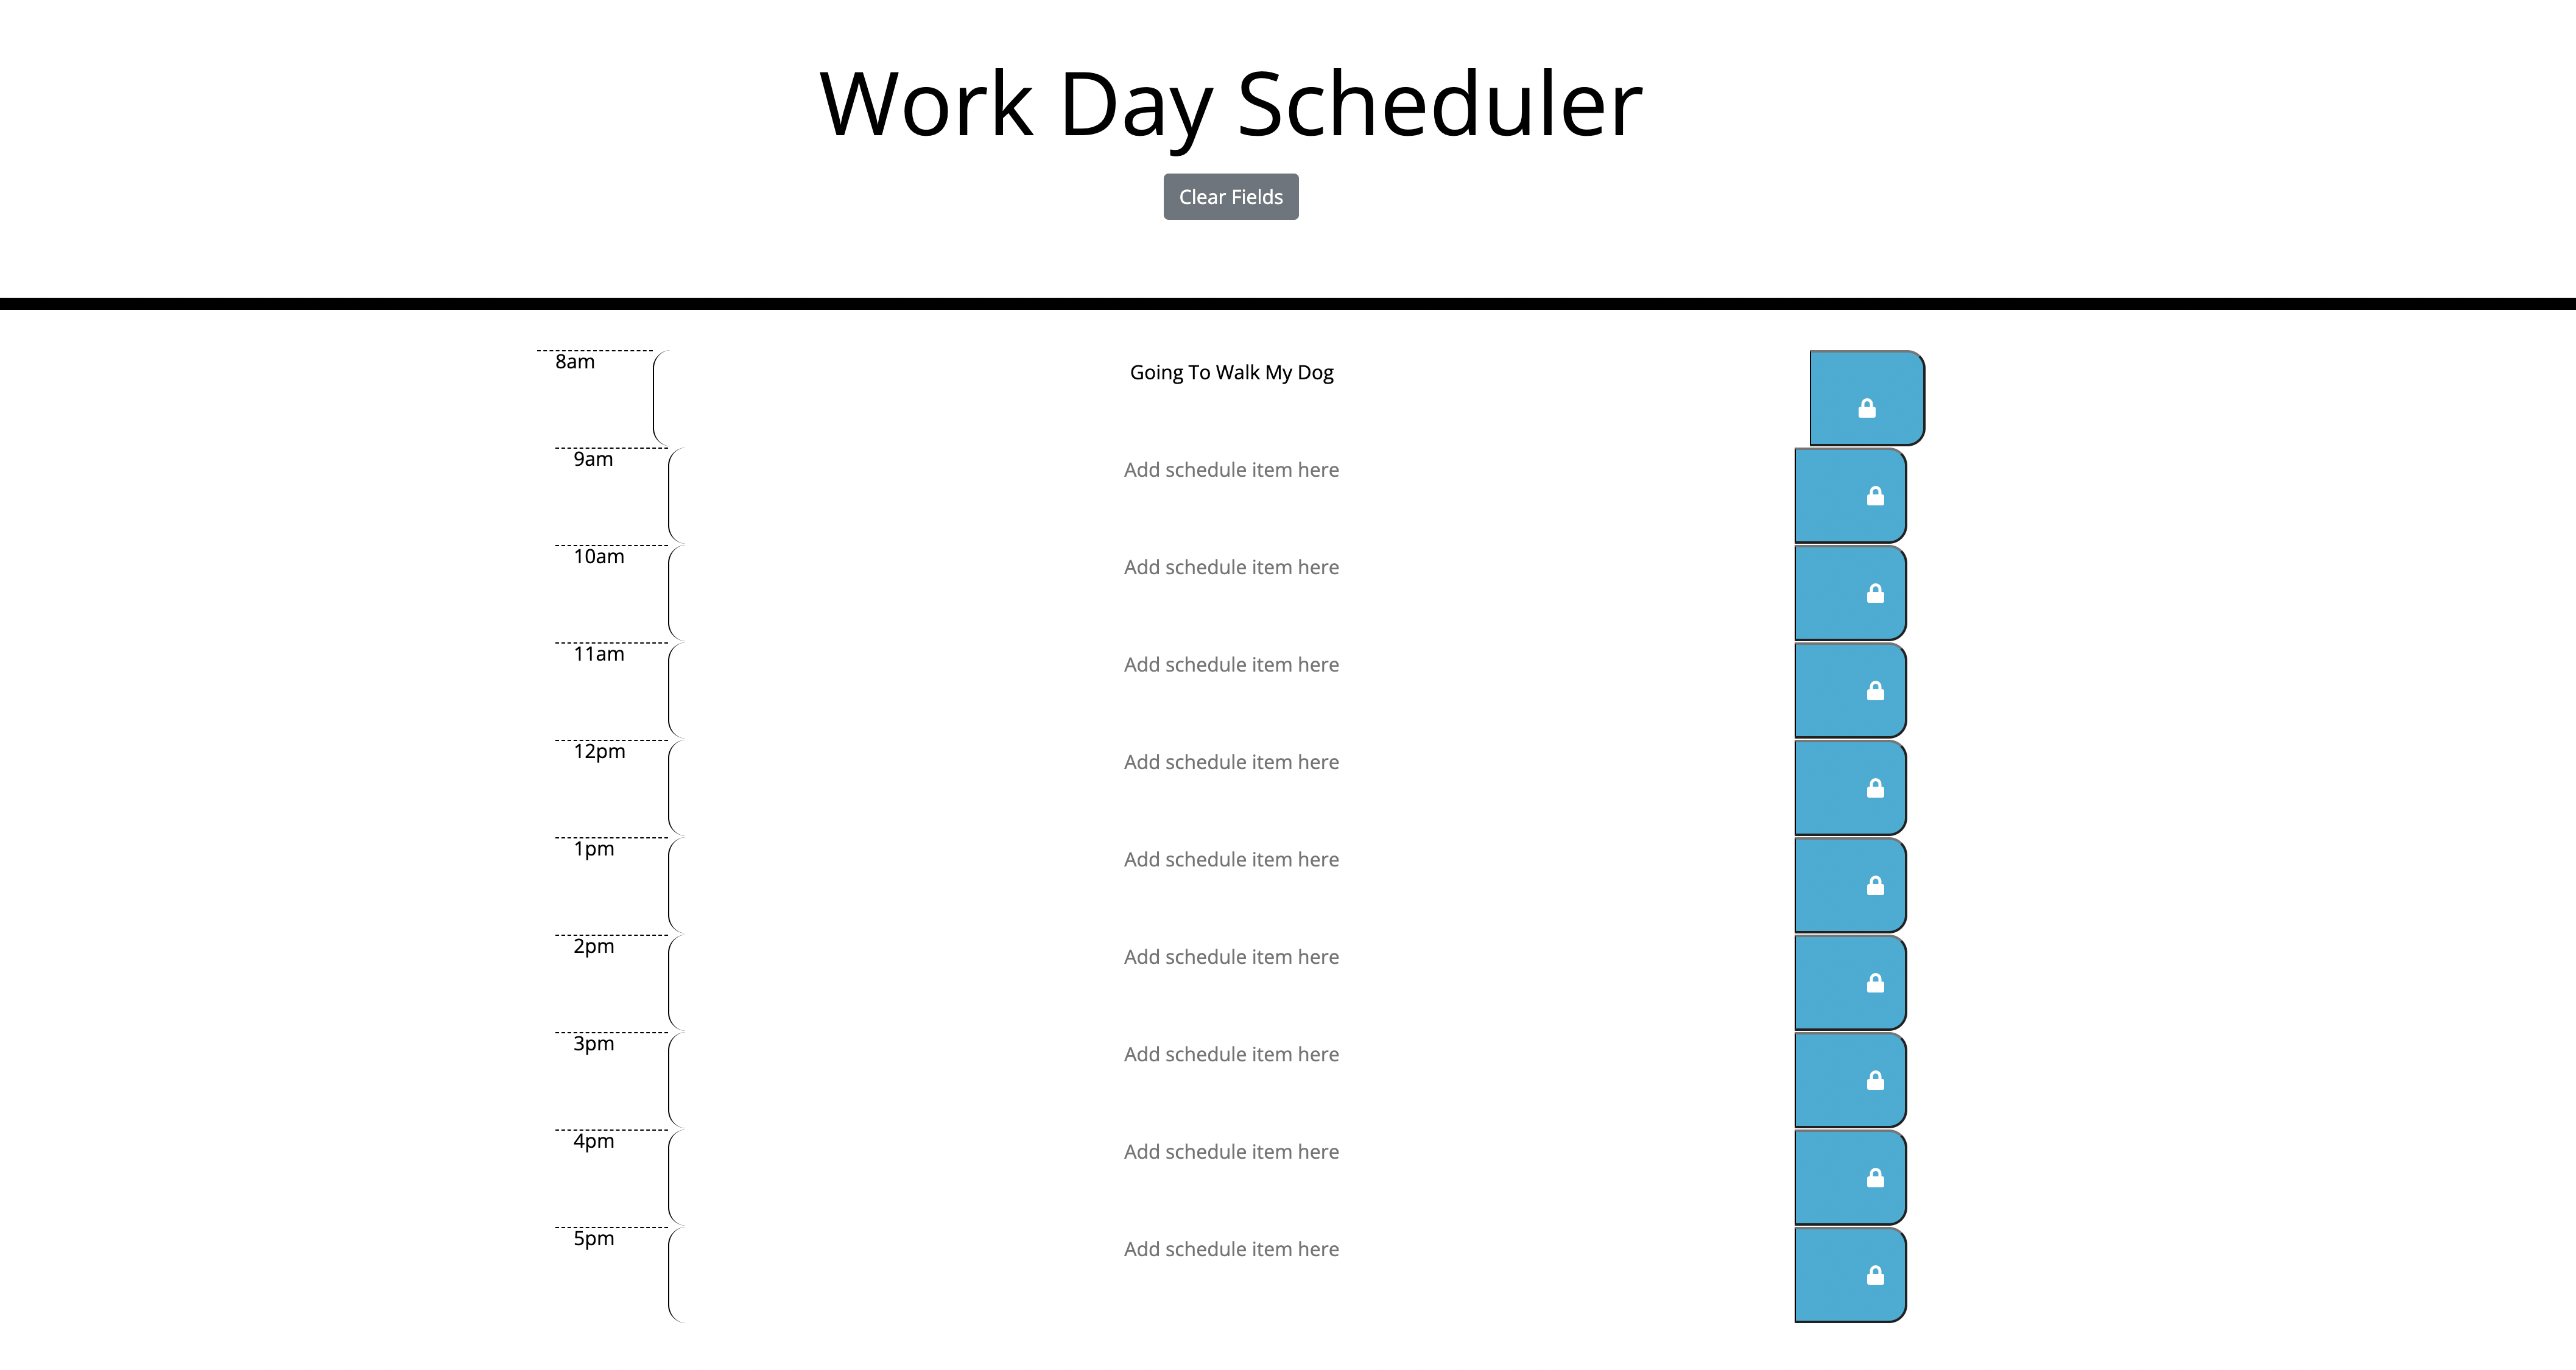 Work Day Scheduler
Clear Fields
8am Going To Walk My Dog
9am Add schedule item here
10am Add schedule item here
11am Add schedule item here
12pm Add schedule item here
1pm Add schedule item here
2pm Add schedule item here
3pm Add schedule item here
4pm Add schedule item here
5pm Add schedule item here